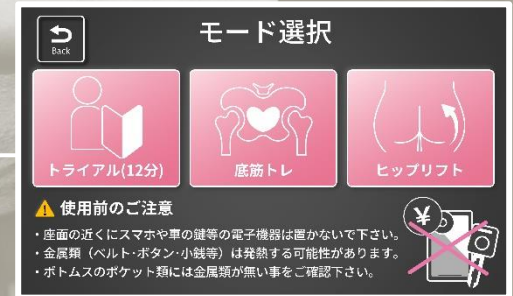 Back
モード選択
トライアル(12分)
底筋トレ
ヒップリフト
⚠ 使用前のご注意
・座面の近くにスマホや車の鍵等の電子機器は置かないで下さい。
・金属類（ベルト・ボタン・小銭等）は発熱する可能性があります。
・ボトムスのポケット類には金属類が無い事をご確認下さい。
¥